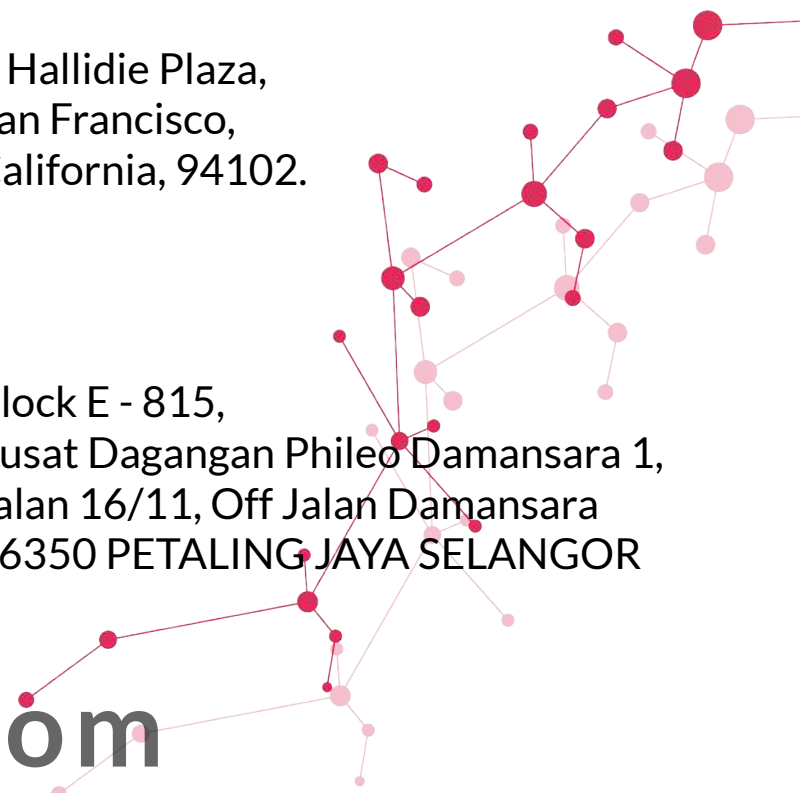 Hallidie Plaza,
an Francisco,
alifornia, 94102.
lock E - 815,
usat Dagangan Phileo Damansara 1,
alan 16/11, Off Jalan Damansara
6350 PETALING JAYA SELANGOR
om